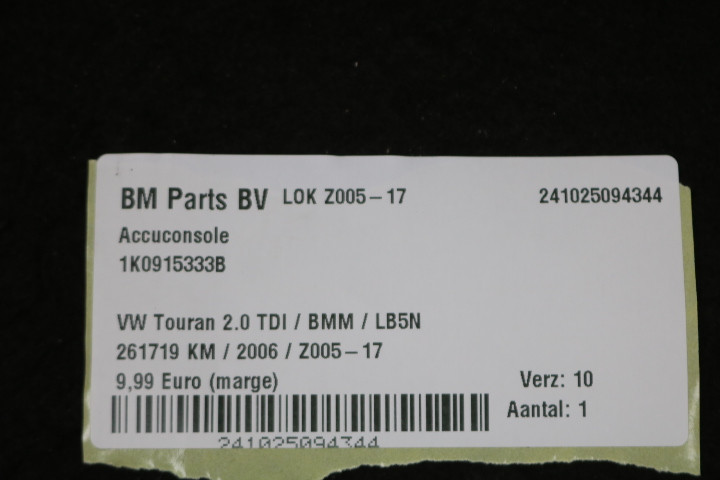 BM Parts BV LOK Z005-17 241025094344
Accuconsole
1K0915333B
VW Touran 2.0 TDI / BMM / LB5N
261719 KM / 2006 / Z005-17
9,99 Euro (marge) Verz: 10
Aantal: 1
241025094344